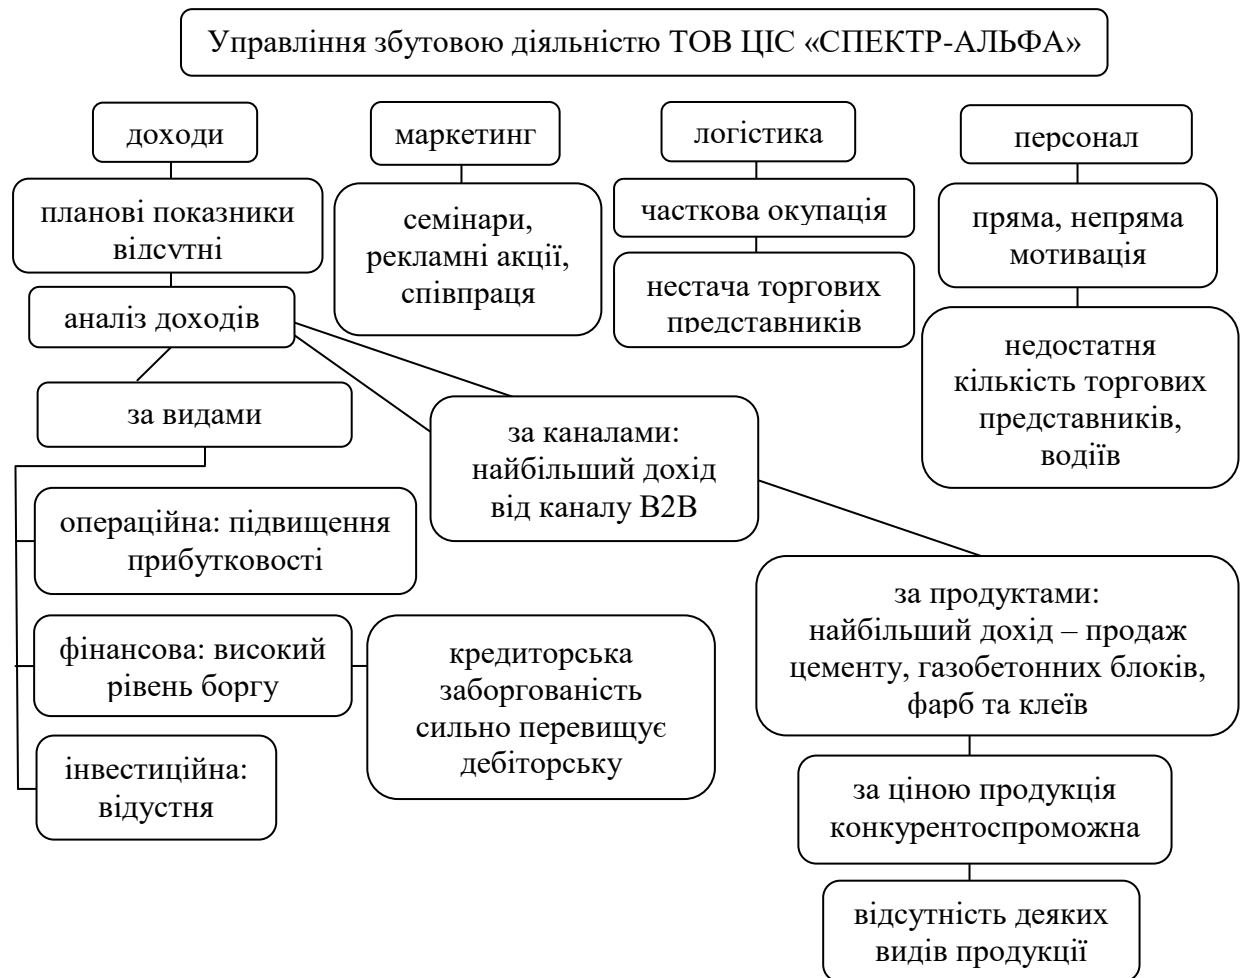 Управління збутовою діяльністю ТОВ ЦІС «СПЕКТР-АЛЬФА»
доходи
планові показники
відсутні
аналіз доходів
за видами
операційна: підвищення
прибутковості
фінансова: високий
рівень боргу
кредиторська
заборгованість
сильно перевищує
дебіторську
інвестиційна:
відустня
за каналами:
найбільший дохід
від каналу B2B
за продуктами:
найбільший дохід – продаж
цементу, газобетонних блоків,
фарб та клеїв
за ціною продукція
конкурентоспроможна
відсутність деяких
видів продукції
маркетинг
семінари,
рекламні акції,
співпраця
логістика
часткова окупація
нестача торгових
представників
персонал
пряма, непряма
мотивація
недостатня
кількість торгових
представників,
водіїв